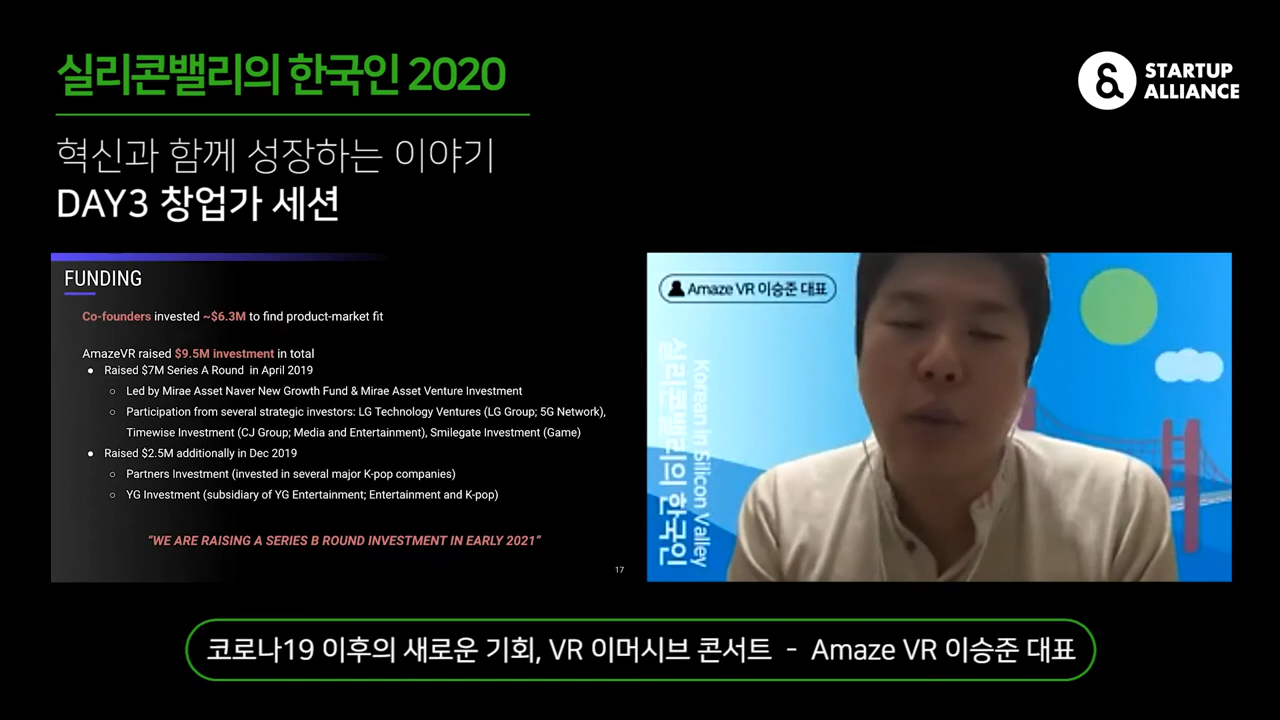 실리콘밸리의 한국인 2020
STARTUP
ALLIANCE
혁신과 함께 성장하는 이야기
DAY3 창업가 세션
FUNDING
Co-founders invested ~$6.3M to find product-market fit
AmazeVR raised $9.5M investment in total
● Raised $7M Series A Round in April 2019
○ Led by Mirae Asset Naver New Growth Fund & Mirae Asset Venture Investment
○ Participation from several strategic investors: LG Technology Ventures (LG Group; 5G Network),
Timewise Investment (CJ Group; Media and Entertainment), Smilegate Investment (Game)
● Raised $2.5M additionally in Dec 2019
○ Partners Investment (invested in several major K-pop companies)
○ YG Investment (subsidiary of YG Entertainment; Entertainment and K-pop)
“WE ARE RAISING A SERIES B ROUND INVESTMENT IN EARLY 2021”
17
Amaze VR 이승준 대표
Korean in Silicon Valley
실리콘밸리의 한국인
코로나19 이후의 새로운 기회, VR 이머시브 콘서트 - Amaze VR 이승준 대표